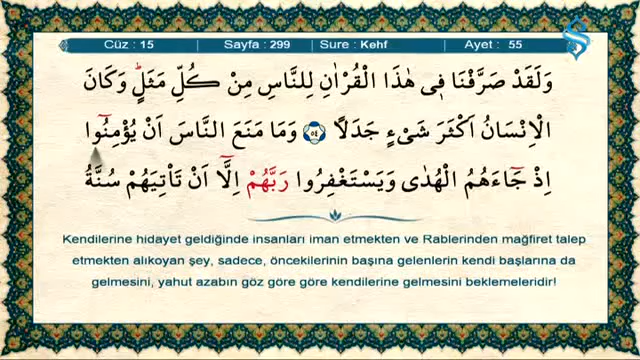 Cüz : 15 Sayfa : 299 Sure : Kehf Ayet : 55
وَلَقَدْ صَرَّفْنَا فٖى هٰذَا الْقُرْاٰنِ لِلنَّاسِ مِنْ كُلِّ مَثَلٍؕ وَكَانَ
الْاِنْسَانُ اَكْثَرَ شَىْءٍ جَدَلاً ﴿٥٤﴾ وَمَا مَنَعَ النَّاسَ اَنْ يُؤْمِنُٓوا
اِذْ جَٓاءَهُمُ الْهُدٰى وَيَسْتَغْفِرُوا رَبَّهُمْ اِلَّٓا اَنْ تَاْتِيَهُمْ سُنَّةُ
Kendilerine hidayet geldiğinde insanları iman etmekten ve Rablerinden mağfiret talep
etmekten alıkoyan şey, sadece, öncekilerinin başına gelenlerin kendi başlarına da
gelmesini, yahut azabın göz göre göre kendilerine gelmesini beklemeleridir!